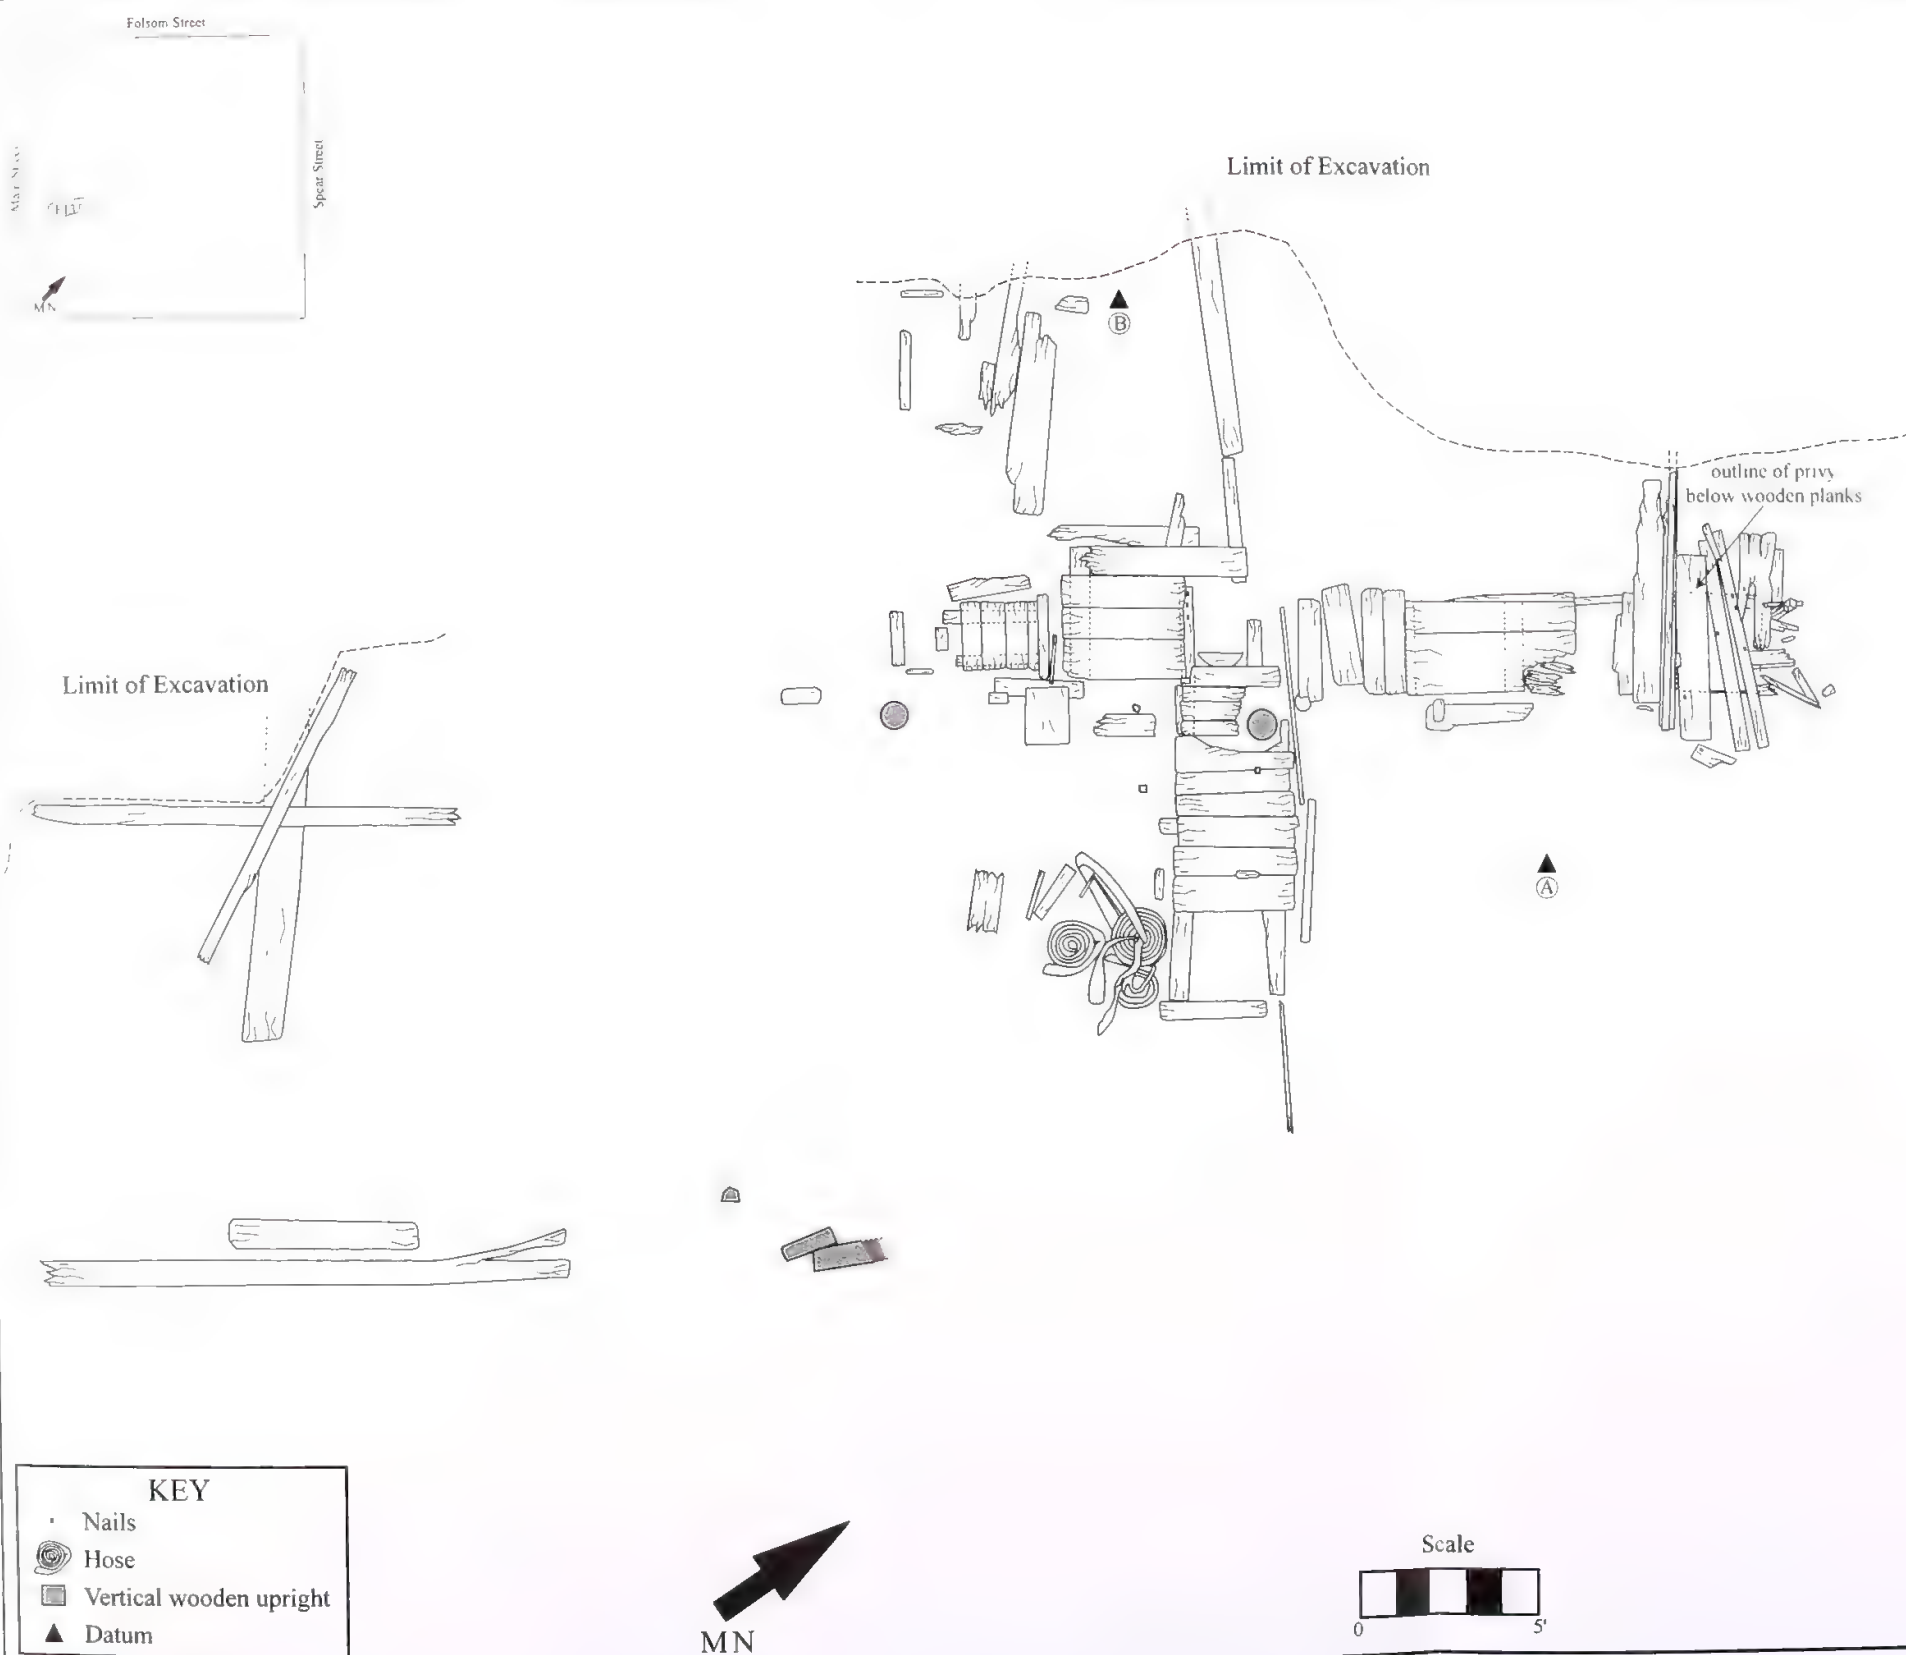 Folsom Street
Spear Street
MN
Limit of Excavation
B
outline of privy
below wooden planks
Limit of Excavation
A
KEY
Nails
Hose
Vertical wooden upright
Datum
MN
Scale
0 5'